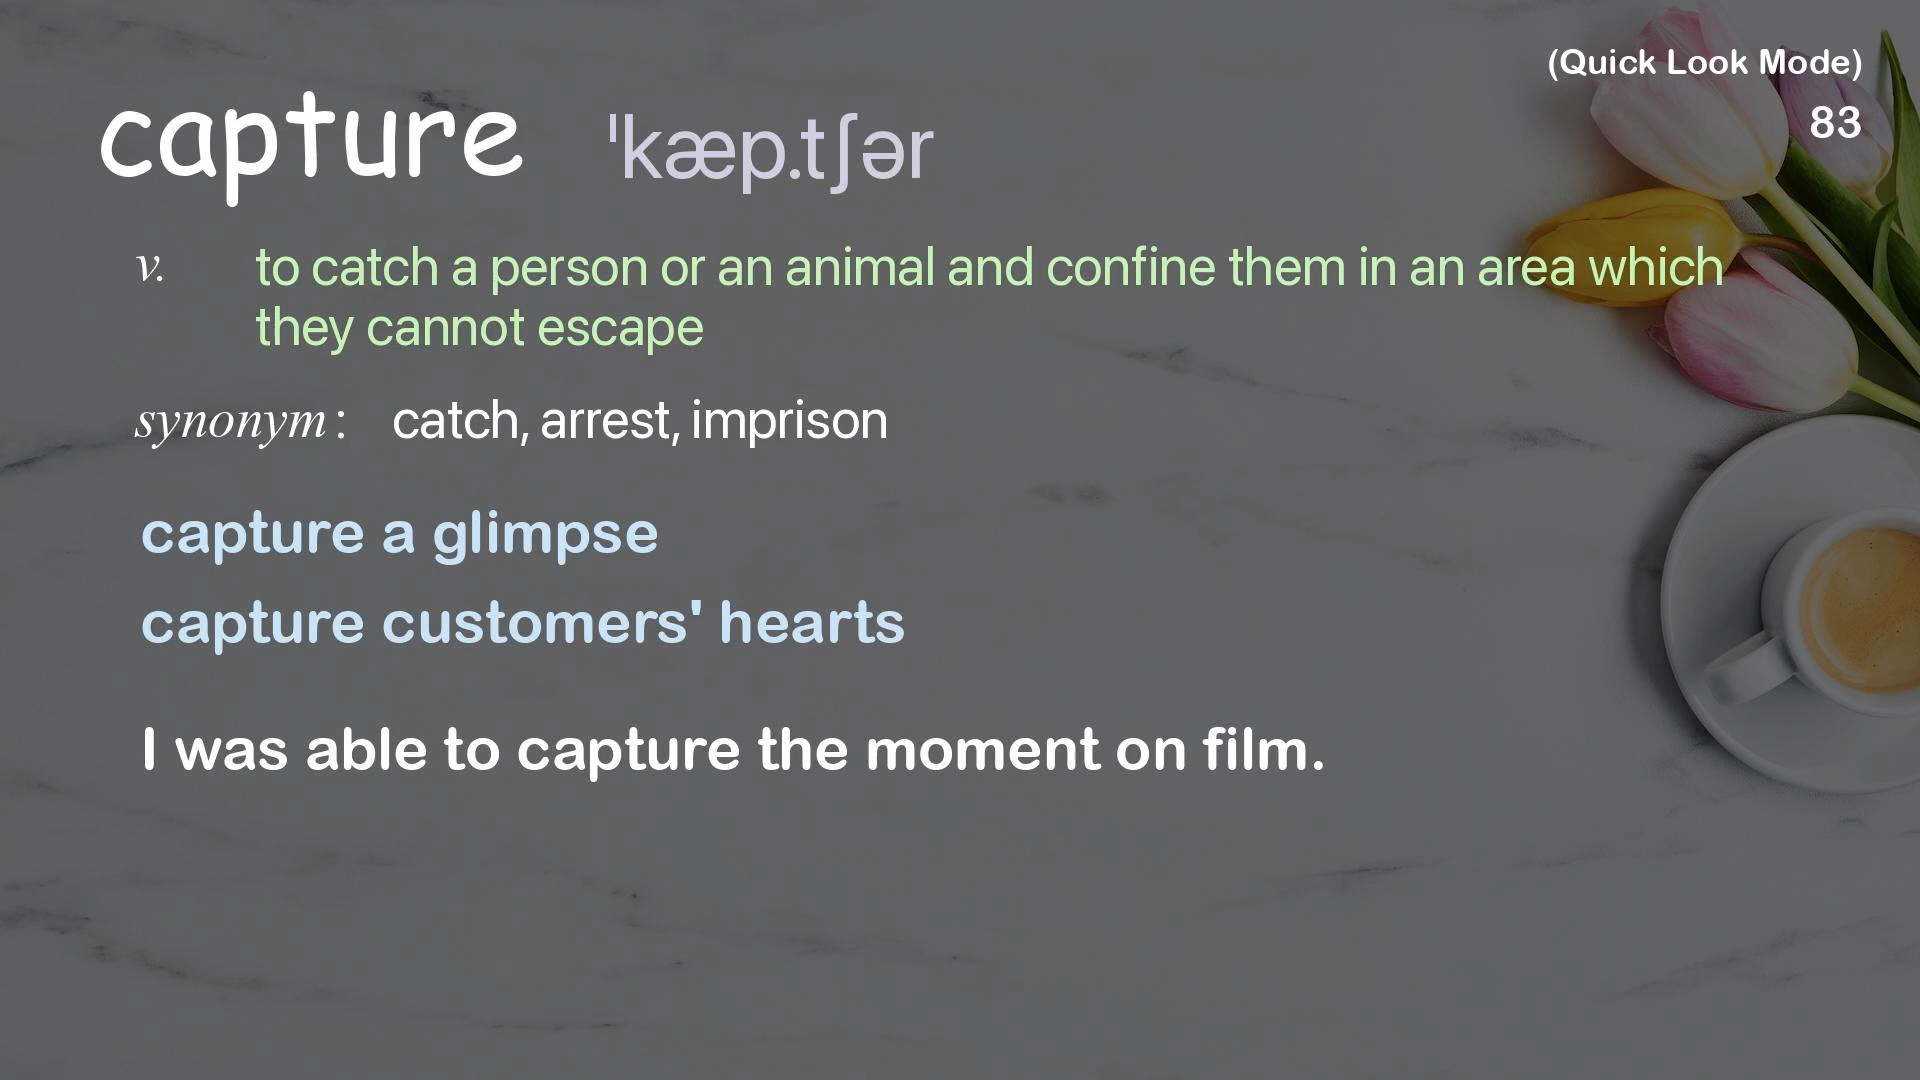 (Quick Look Mode)
83
capture ˈkæp.tʃər
v. to catch a person or an animal and confine them in an area which
they cannot escape
synonym: catch, arrest, imprison
capture a glimpse
capture customers' hearts
I was able to capture the moment on film.